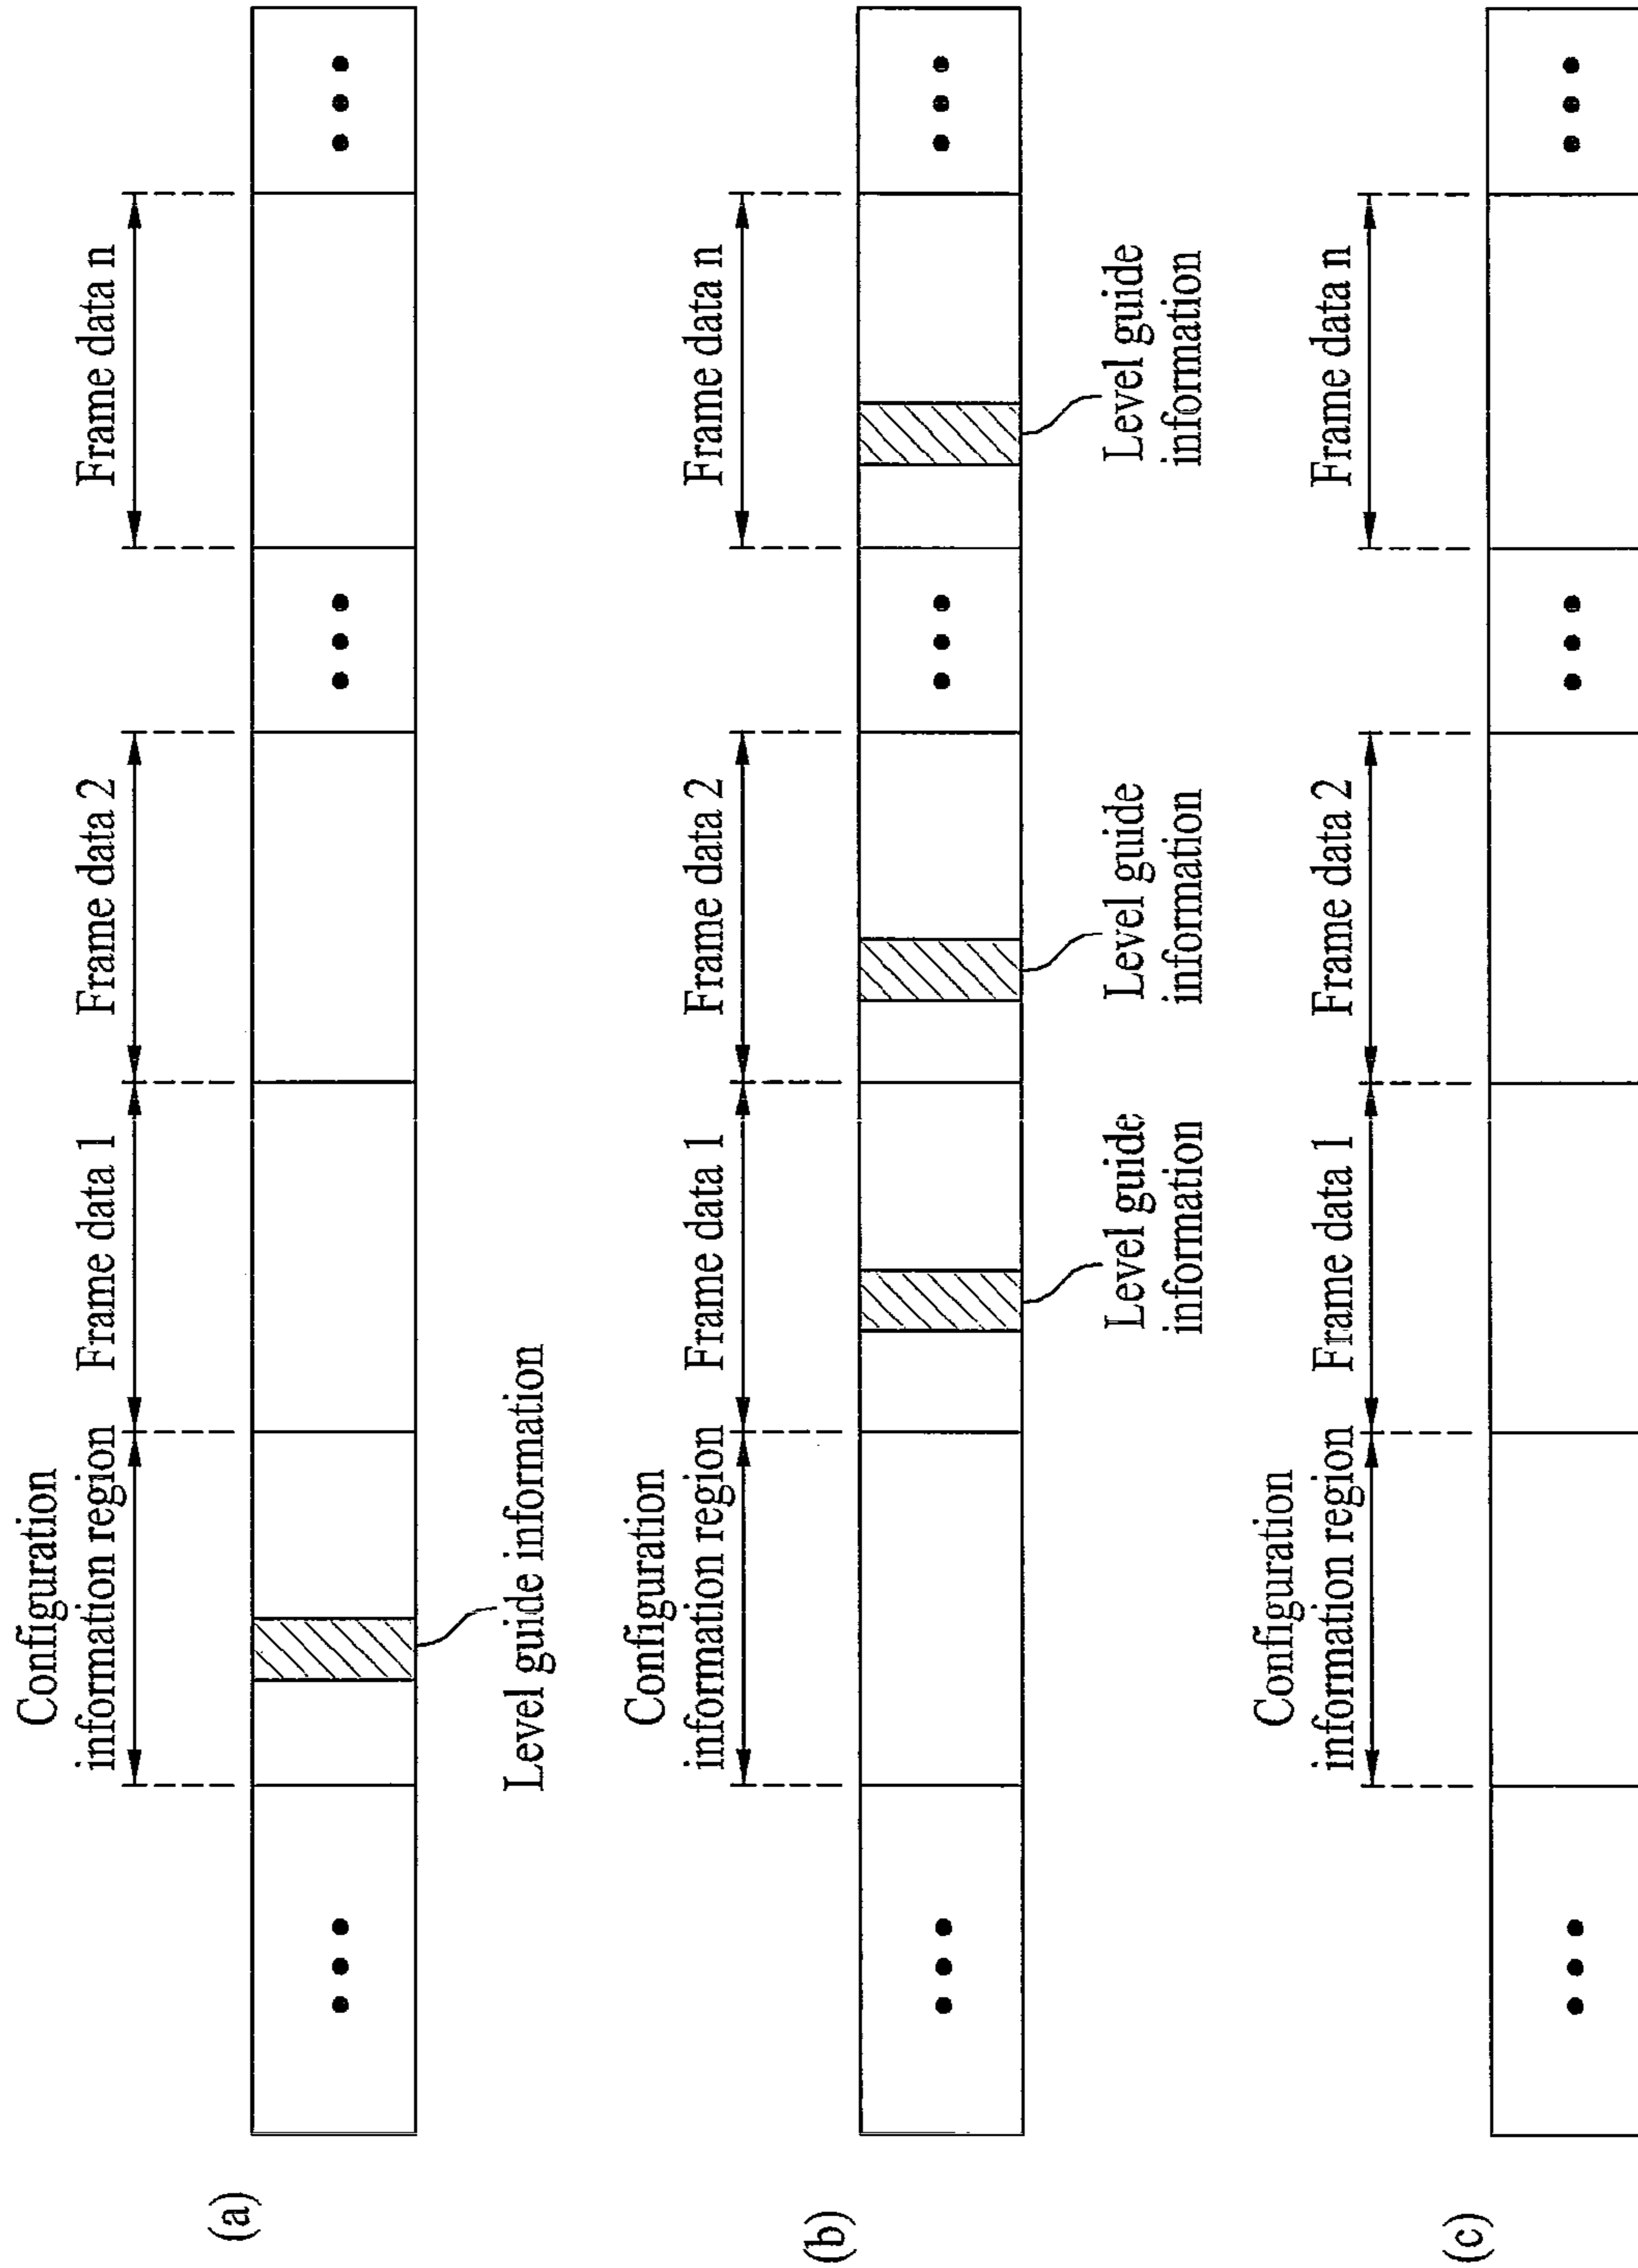 (a)
Configuration
information region
Frame data 1
Frame data 2
Frame data n
Level guide information
(b)
Configuration
information region
Frame data 1
Frame data 2
Frame data n
Level guide
information
Level guide
information
Level guide
information
(c)
Configuration
information region
Frame data 1
Frame data 2
Frame data n